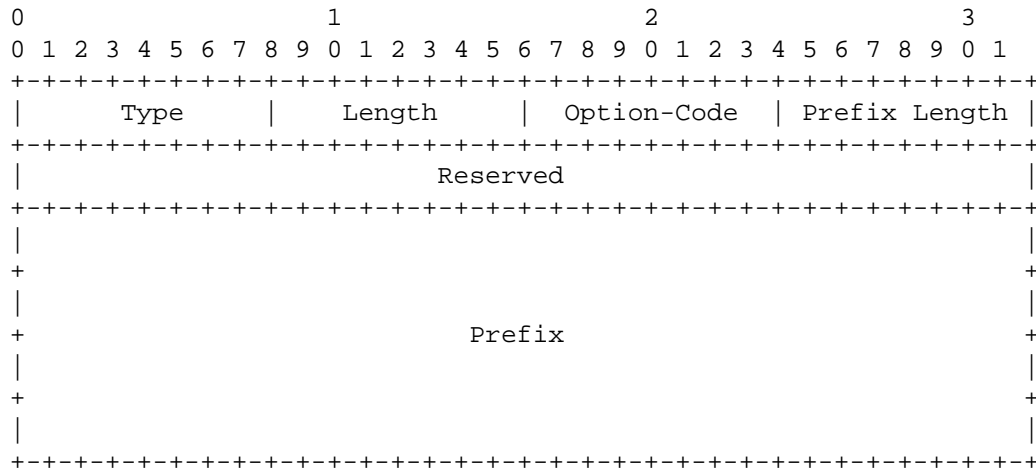 0 1 2 3
0 1 2 3 4 5 6 7 8 9 0 1 2 3 4 5 6 7 8 9 0 1 2 3 4 5 6 7 8 9 0 1
+-+-+-+-+-+-+-+-+-+-+-+-+-+-+-+-+-+-+-+-+-+-+-+-+-+-+-+-+-+-+-+-+
| Type | Length | Option-Code | Prefix Length |
+-+-+-+-+-+-+-+-+-+-+-+-+-+-+-+-+-+-+-+-+-+-+-+-+-+-+-+-+-+-+-+-+
| Reserved |
+-+-+-+-+-+-+-+-+-+-+-+-+-+-+-+-+-+-+-+-+-+-+-+-+-+-+-+-+-+-+-+-+
| |
+ +
| |
+ Prefix +
| |
+ +
| |
+-+-+-+-+-+-+-+-+-+-+-+-+-+-+-+-+-+-+-+-+-+-+-+-+-+-+-+-+-+-+-+-+